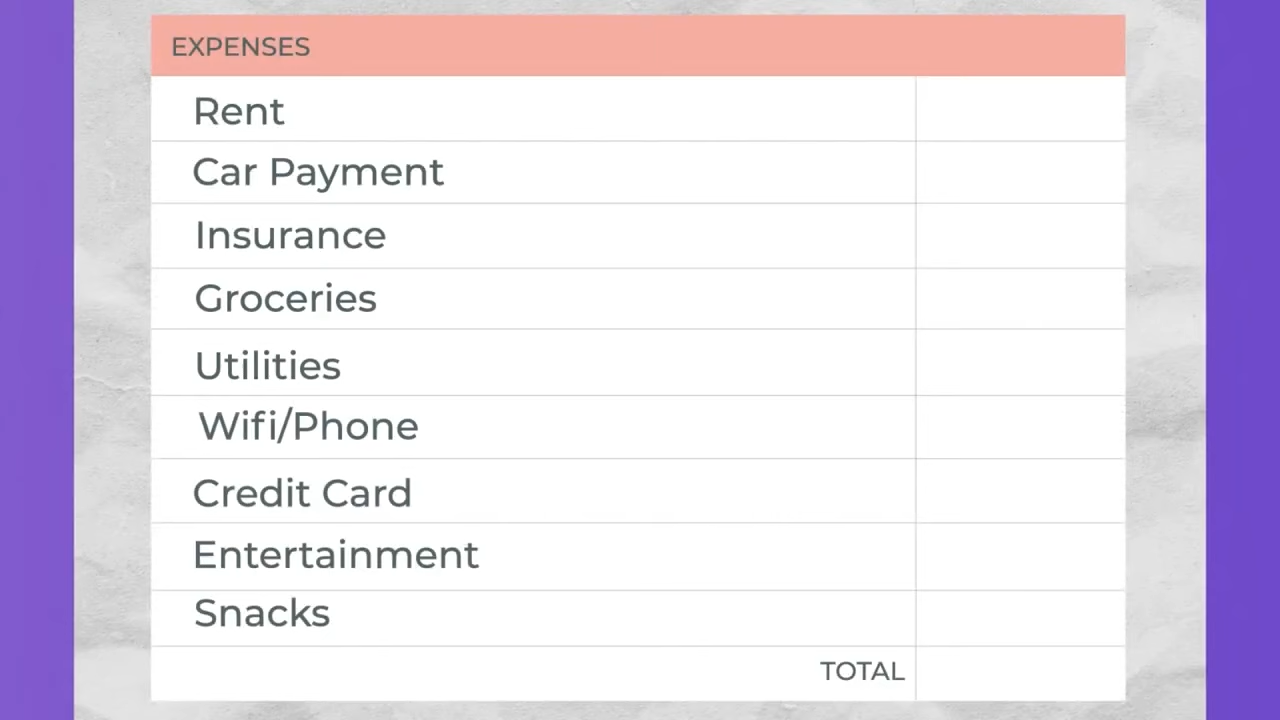 EXPENSES
Rent
Car Payment
Insurance
Groceries
Utilities
Wifi/Phone
Credit Card
Entertainment
Snacks
TOTAL